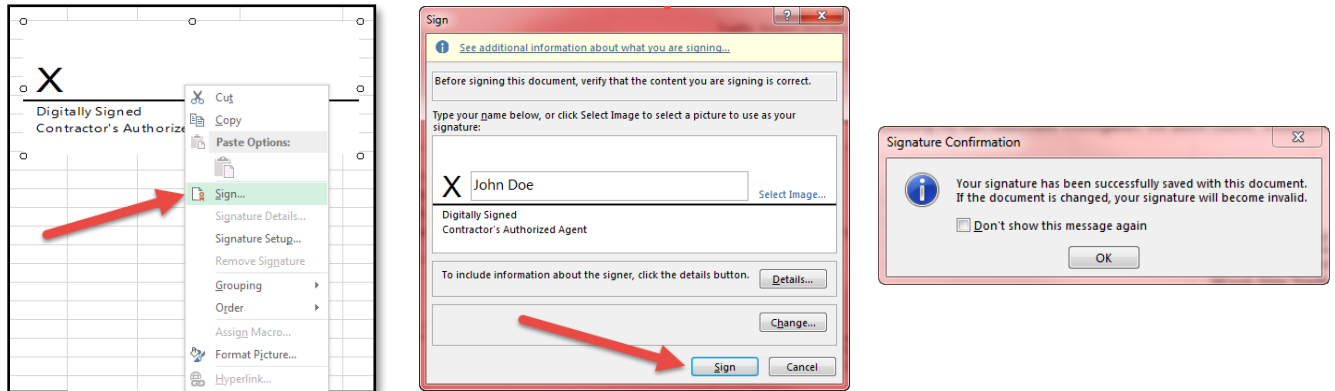 X
Digitally Signed
Contractor's Authorize
Cut
Copy
Paste Options:
Sign...
Signature Details...
Signature Setup...
Remove Signature
Grouping
Order
Assign Macro...
Format Picture...
Hyperlink...
Sign
See additional information about what you are signing...
Before signing this document, verify that the content you are signing is correct.
Type your name below, or click Select Image to select a picture to use as your
signature:
X John Doe
Select Image...
Digitally Signed
Contractor's Authorized Agent
To include information about the signer, click the details button.
Details...
Change...
Sign
Cancel
Signature Confirmation
Your signature has been successfully saved with this document.
If the document is changed, your signature will become invalid.
Don't show this message again
OK